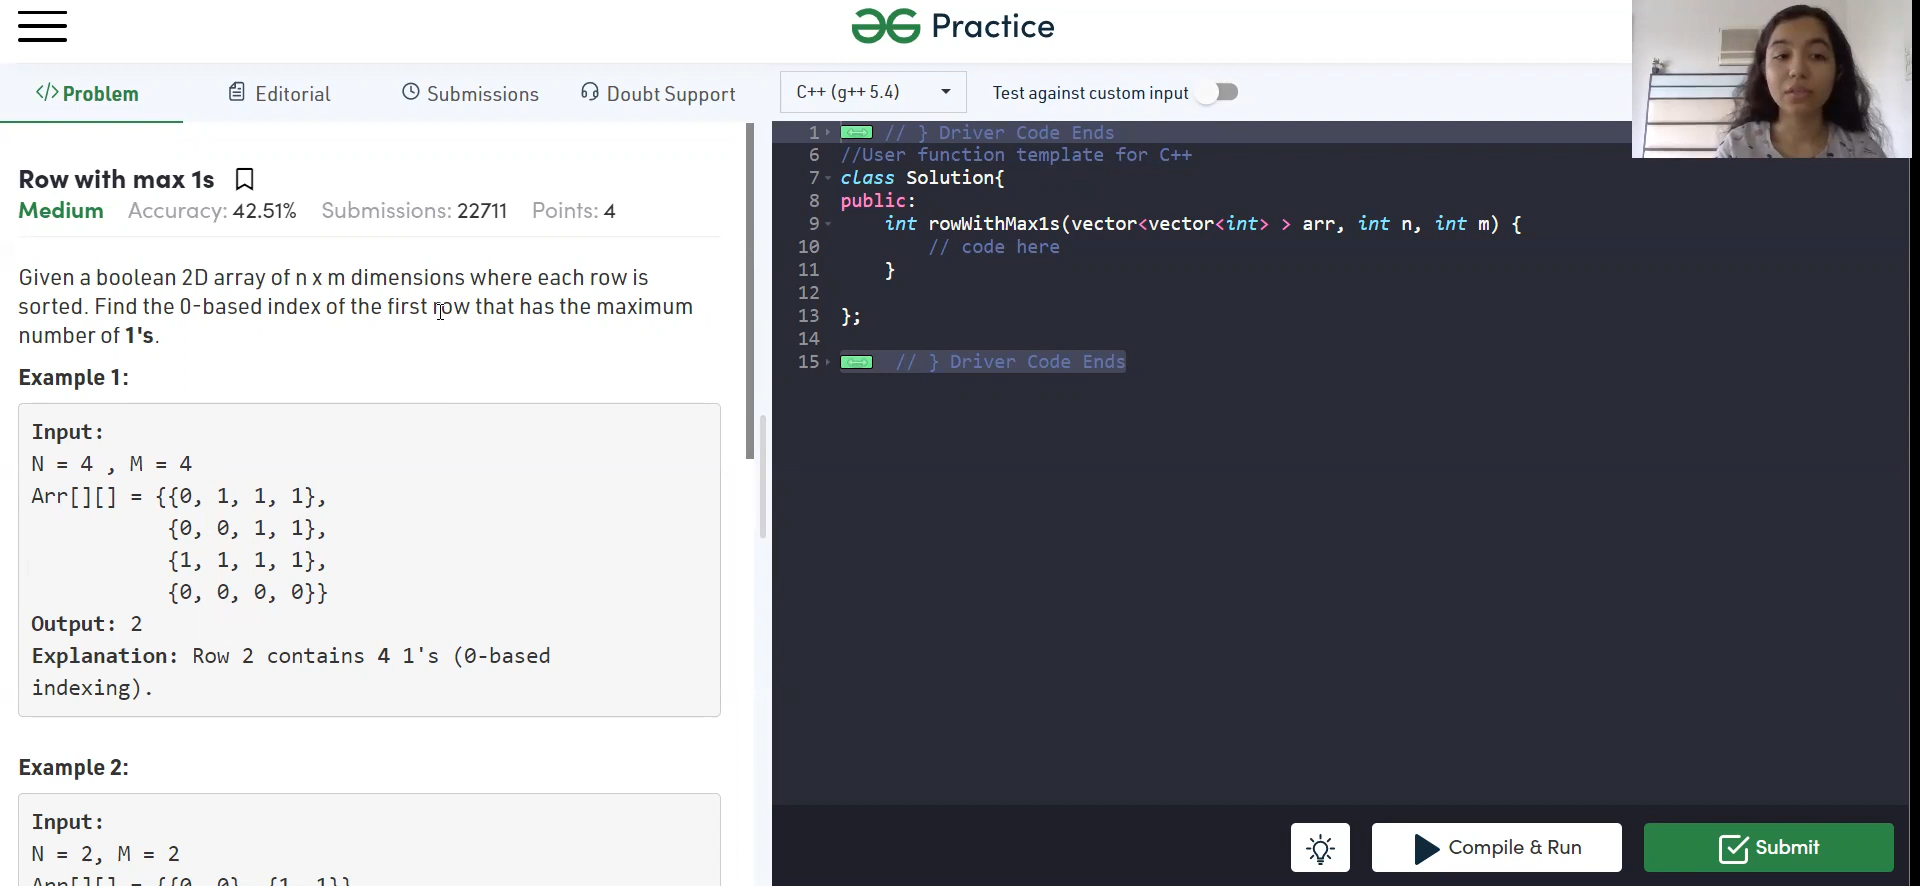 Practice
</>Problem
Editorial
Submissions
Doubt Support
C++ (g++ 5.4)
Test against custom input
Row with max 1s
Medium Accuracy: 42.51% Submissions: 22711 Points: 4
Given a boolean 2D array of n x m dimensions where each row is
sorted. Find the 0-based index of the first row that has the maximum
number of 1's.
Example 1:
Input:
N = 4 , M = 4
Arr[][] = {{0, 1, 1, 1},
{0, 0, 1, 1},
{1, 1, 1, 1},
{0, 0, 0, 0}}
Output: 2
Explanation: Row 2 contains 4 1's (0-based
indexing).
Example 2:
Input:
N = 2, M = 2
Arr[][] = {{0, 0}, {1, 1}}
1 // } Driver Code Ends
6 //User function template for C++
7 class Solution{
8 public:
9 int rowWithMax1s(vector<vector<int> > arr, int n, int m) {
10 // code here
11 }
12
13 };
14
15 // } Driver Code Ends
Compile & Run
Submit